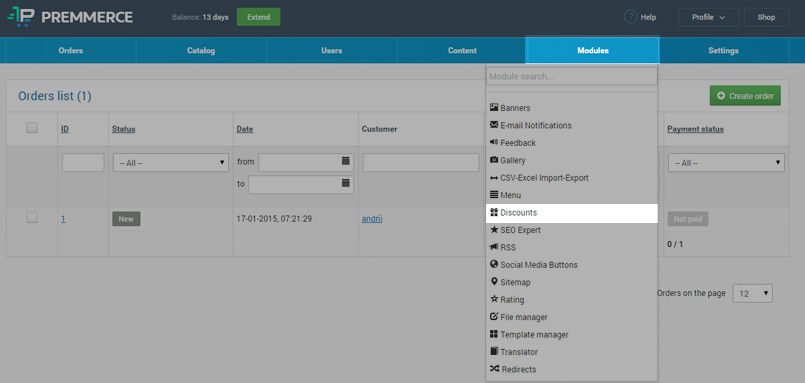 PREMMERCE
Balance: 13 days
Extend
? Help
Profile
Shop
Orders
Catalog
Users
Content
Modules
Settings
Module search...
Orders list (1)
Create order
ID
Status
Date
Customer
Payment status
-- All --
from
to
-- All --
1
New
17-01-2015, 07:21:29
andrii
Not paid
0 / 1
Orders on the page 12
Banners
E-mail Notifications
Feedback
Gallery
CSV-Excel Import-Export
Menu
Discounts
SEO Expert
RSS
Social Media Buttons
Sitemap
Rating
File manager
Template manager
Translator
Redirects